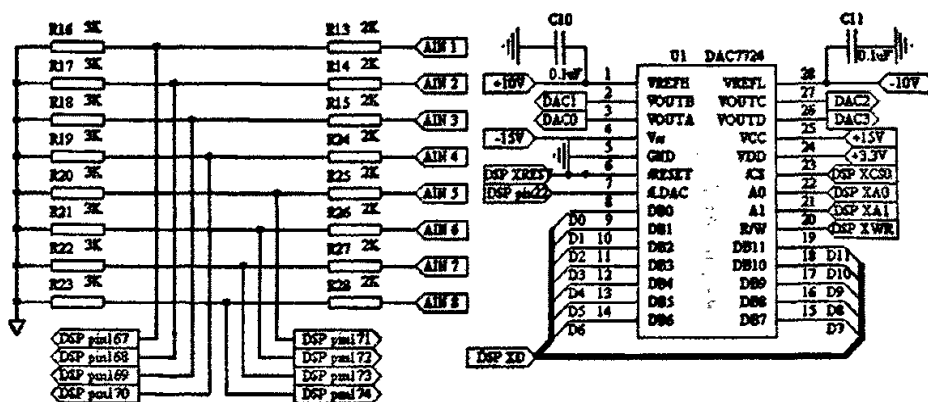 R16 3K R13 2K AIN 1
R17 3K R14 2K AIN 2
R18 3K R15 2K AIN 3
R19 3K R24 2K AIN 4
R20 3K R25 2K AIN 5
R21 3K R26 2K AIN 6
R22 3K R27 2K AIN 7
R23 3K R28 2K AIN 8
DSP pin167 DSP pin171
DSP pin168 DSP pin172
DSP pin169 DSP pin173
DSP pin170 DSP pin174
C10 C11
U1 DAC7724
0.1uF 0.1uF
+10V 1 VREFH VREFL 28 -10V
DAC1 2 VOUTB VOUTC 27 DAC2
DAC0 3 VOUTA VOUTD 26 DAC3
-15V 4 Vss VCC 25 +15V
5 GND VDD 24 +3.3V
DSP XRES 6 /RESET /CS 23 DSP XCS0
DSP pin22 7 /LDAC A0 22 DSP XA0
8 DB0 A1 21 DSP XA1
D0 9 DB1 R/W 20 DSP XWR
D1 10 DB2 DB11 19
D2 11 DB3 DB10 18 D11
D3 12 DB4 DB9 17 D10
D4 13 DB5 DB8 16 D9
D5 14 DB6 DB7 15 D8
D6 D7
DSP XD